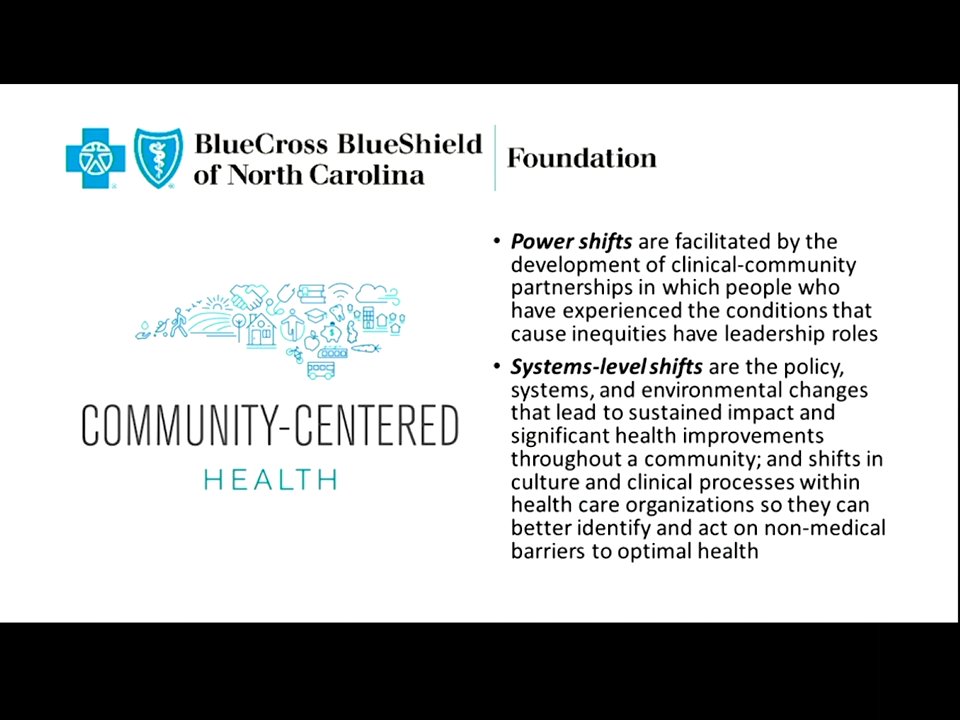 BlueCross BlueShield
of North Carolina
Foundation
COMMUNITY-CENTERED
HEALTH
• Power shifts are facilitated by the
development of clinical-community
partnerships in which people who
have experienced the conditions that
cause inequities have leadership roles
• Systems-level shifts are the policy,
systems, and environmental changes
that lead to sustained impact and
significant health improvements
throughout a community; and shifts in
culture and clinical processes within
health care organizations so they can
better identify and act on non-medical
barriers to optimal health